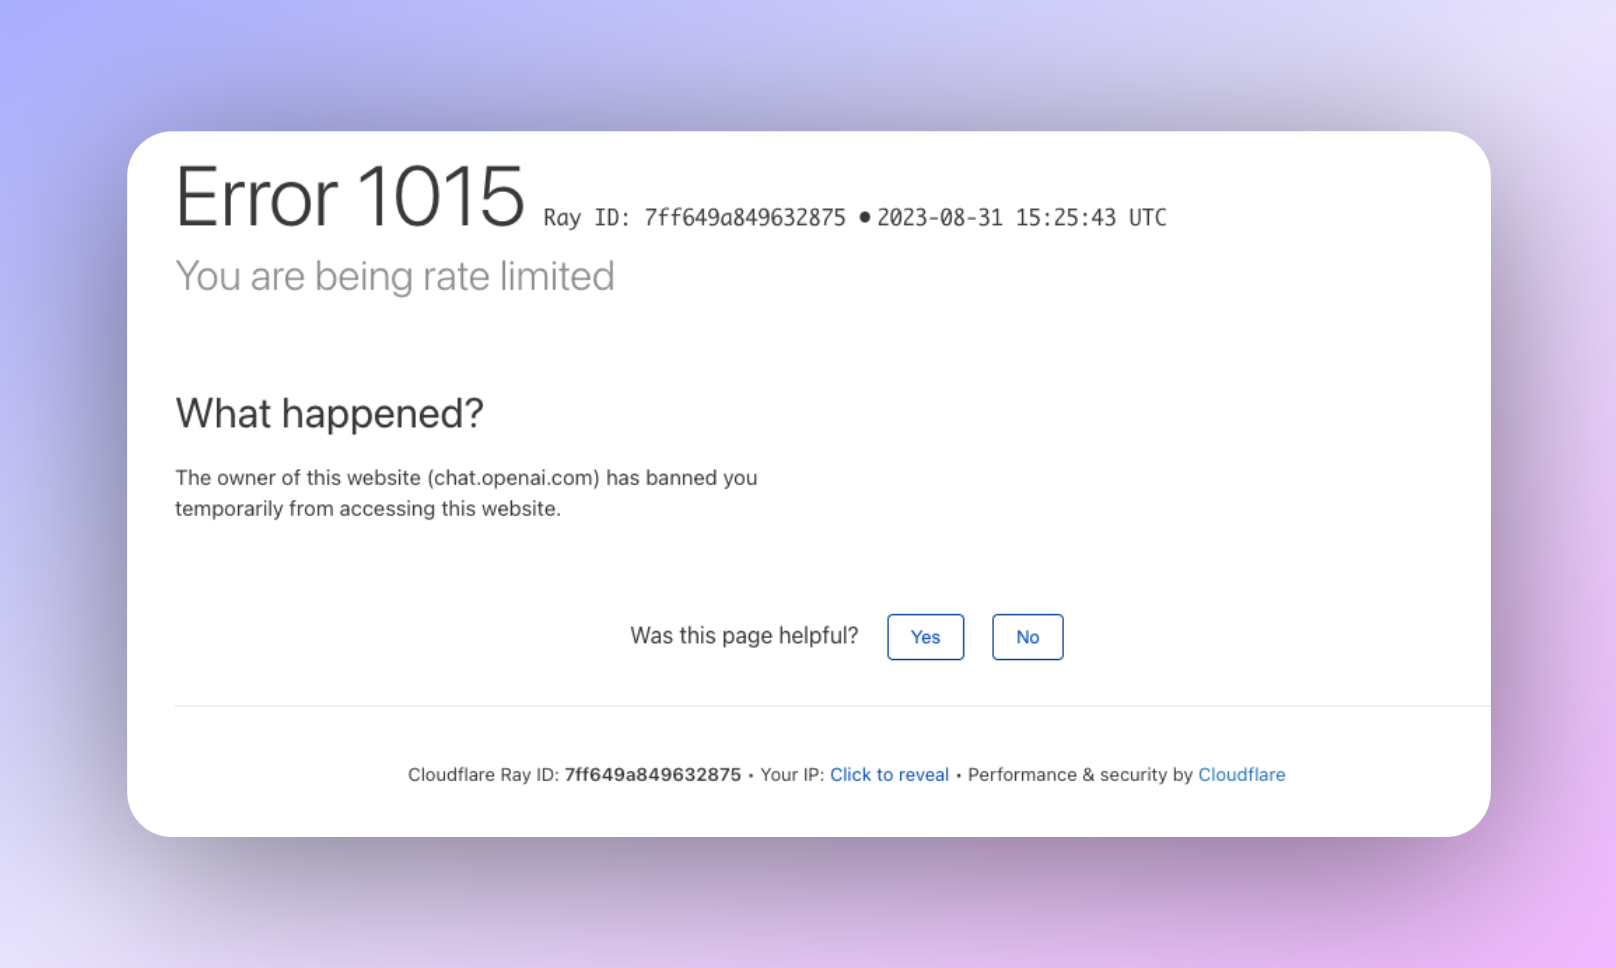 Error 1015 Ray ID: 7ff649a849632875 • 2023-08-31 15:25:43 UTC
You are being rate limited
What happened?
The owner of this website (chat.openai.com) has banned you
temporarily from accessing this website.
Was this page helpful? Yes No
Cloudflare Ray ID: 7ff649a849632875 • Your IP: Click to reveal • Performance & security by Cloudflare